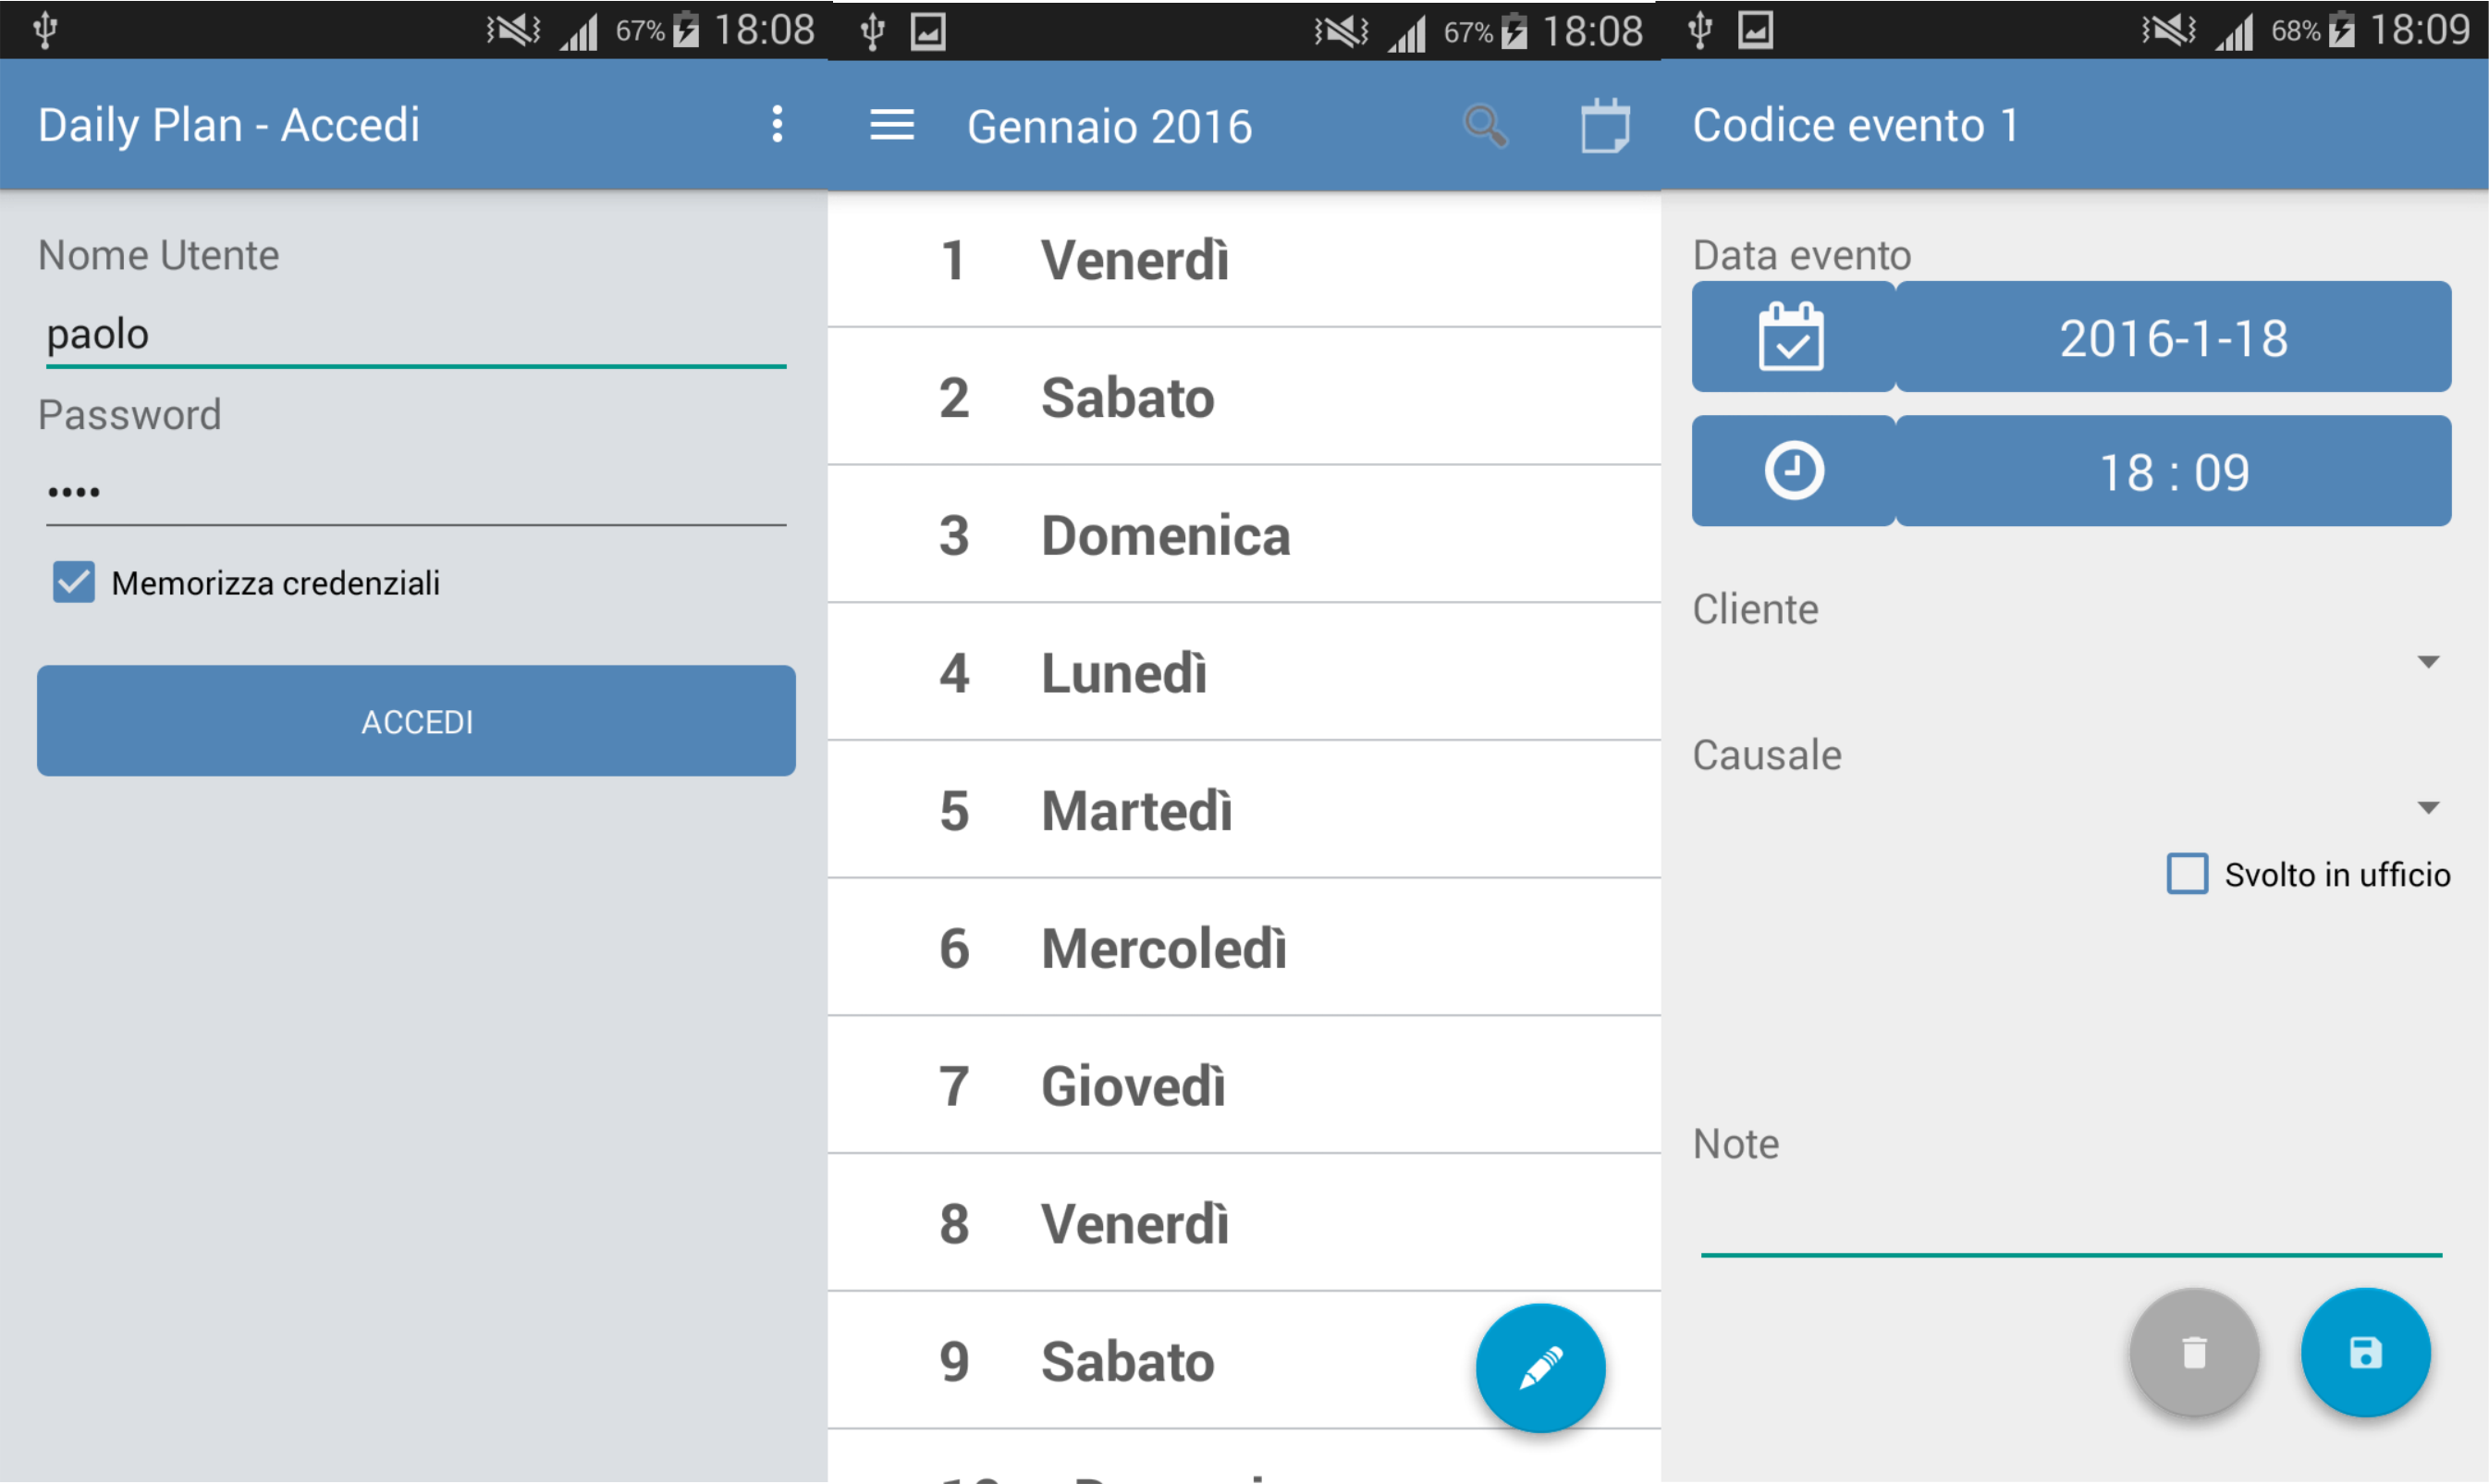 67% 18:08
Daily Plan - Accedi
Nome Utente
paolo
Password
••••
Memorizza credenziali
ACCEDI
67% 18:08
Gennaio 2016
1 Venerdì
2 Sabato
3 Domenica
4 Lunedì
5 Martedì
6 Mercoledì
7 Giovedì
8 Venerdì
9 Sabato
68% 18:09
Codice evento 1
Data evento
2016-1-18
18 : 09
Cliente
Causale
Svolto in ufficio
Note